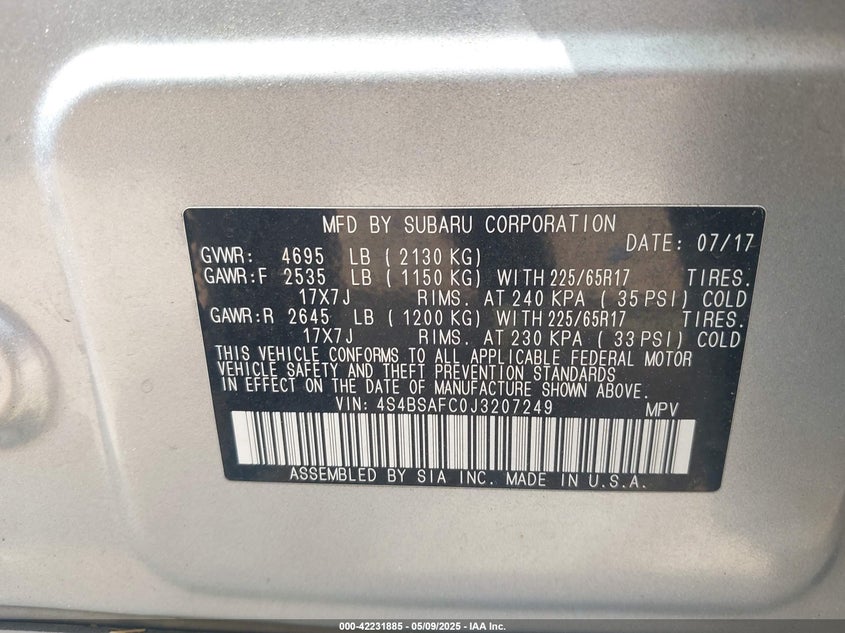 MFD BY SUBARU CORPORATION
DATE: 07/17
GVWR: 4695 LB ( 2130 KG)
GAWR:F 2535 LB ( 1150 KG) WITH 225/65R17 TIRES.
17X7J RIMS. AT 240 KPA ( 35 PSI) COLD
GAWR:R 2645 LB ( 1200 KG) WITH 225/65R17 TIRES.
17X7J RIMS. AT 230 KPA ( 33 PSI) COLD
THIS VEHICLE CONFORMS TO ALL APPLICABLE FEDERAL MOTOR
VEHICLE SAFETY AND THEFT PREVENTION STANDARDS
IN EFFECT ON THE DATE OF MANUFACTURE SHOWN ABOVE.
VIN: 4S4BSAFC0J3207249 MPV
ASSEMBLED BY SIA INC. MADE IN U.S.A.
000-42231885 - 05/09/2025 - IAA Inc.